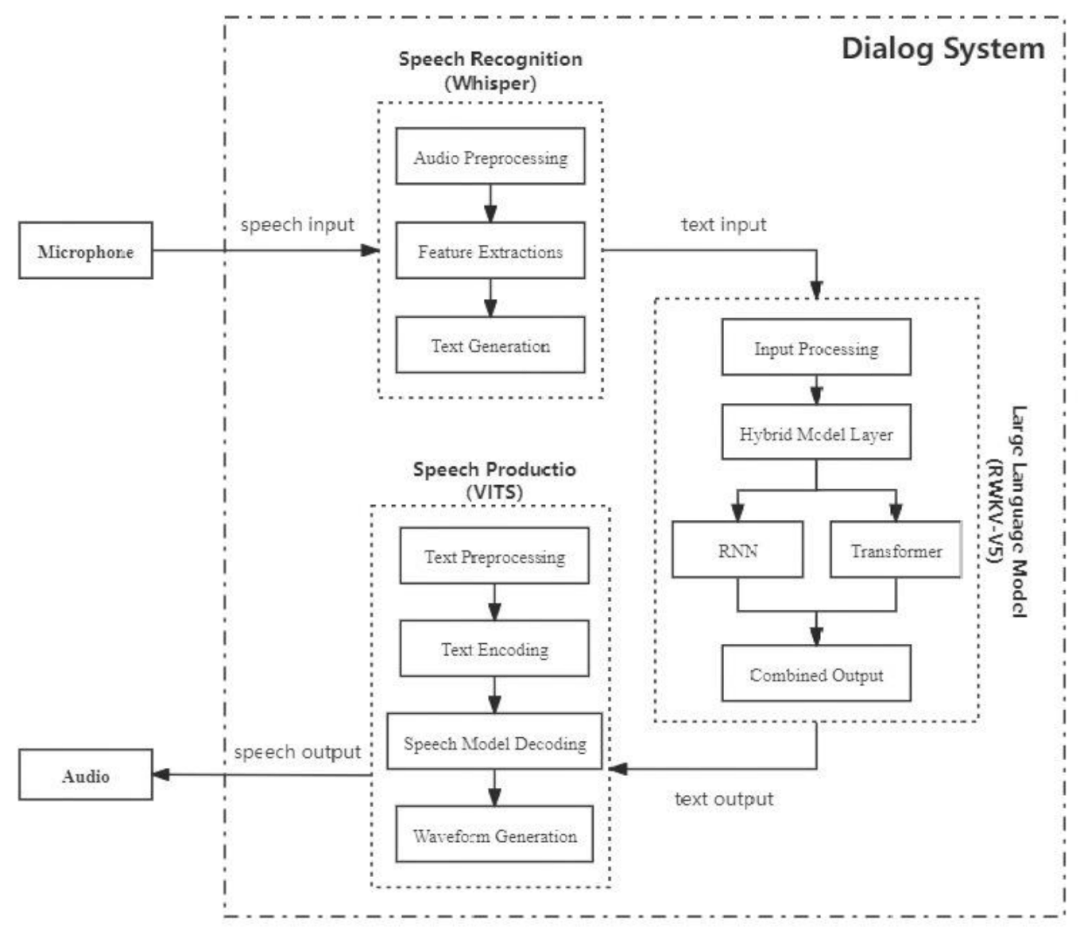 Dialog System
Speech Recognition
(Whisper)
Audio Preprocessing
Feature Extractions
Text Generation
Microphone
speech input
text input
Input Processing
Hybrid Model Layer
RNN
Transformer
Combined Output
Large Language Model
(RWKV-V5)
text output
Speech Productio
(VITS)
Text Preprocessing
Text Encoding
Speech Model Decoding
Waveform Generation
speech output
Audio